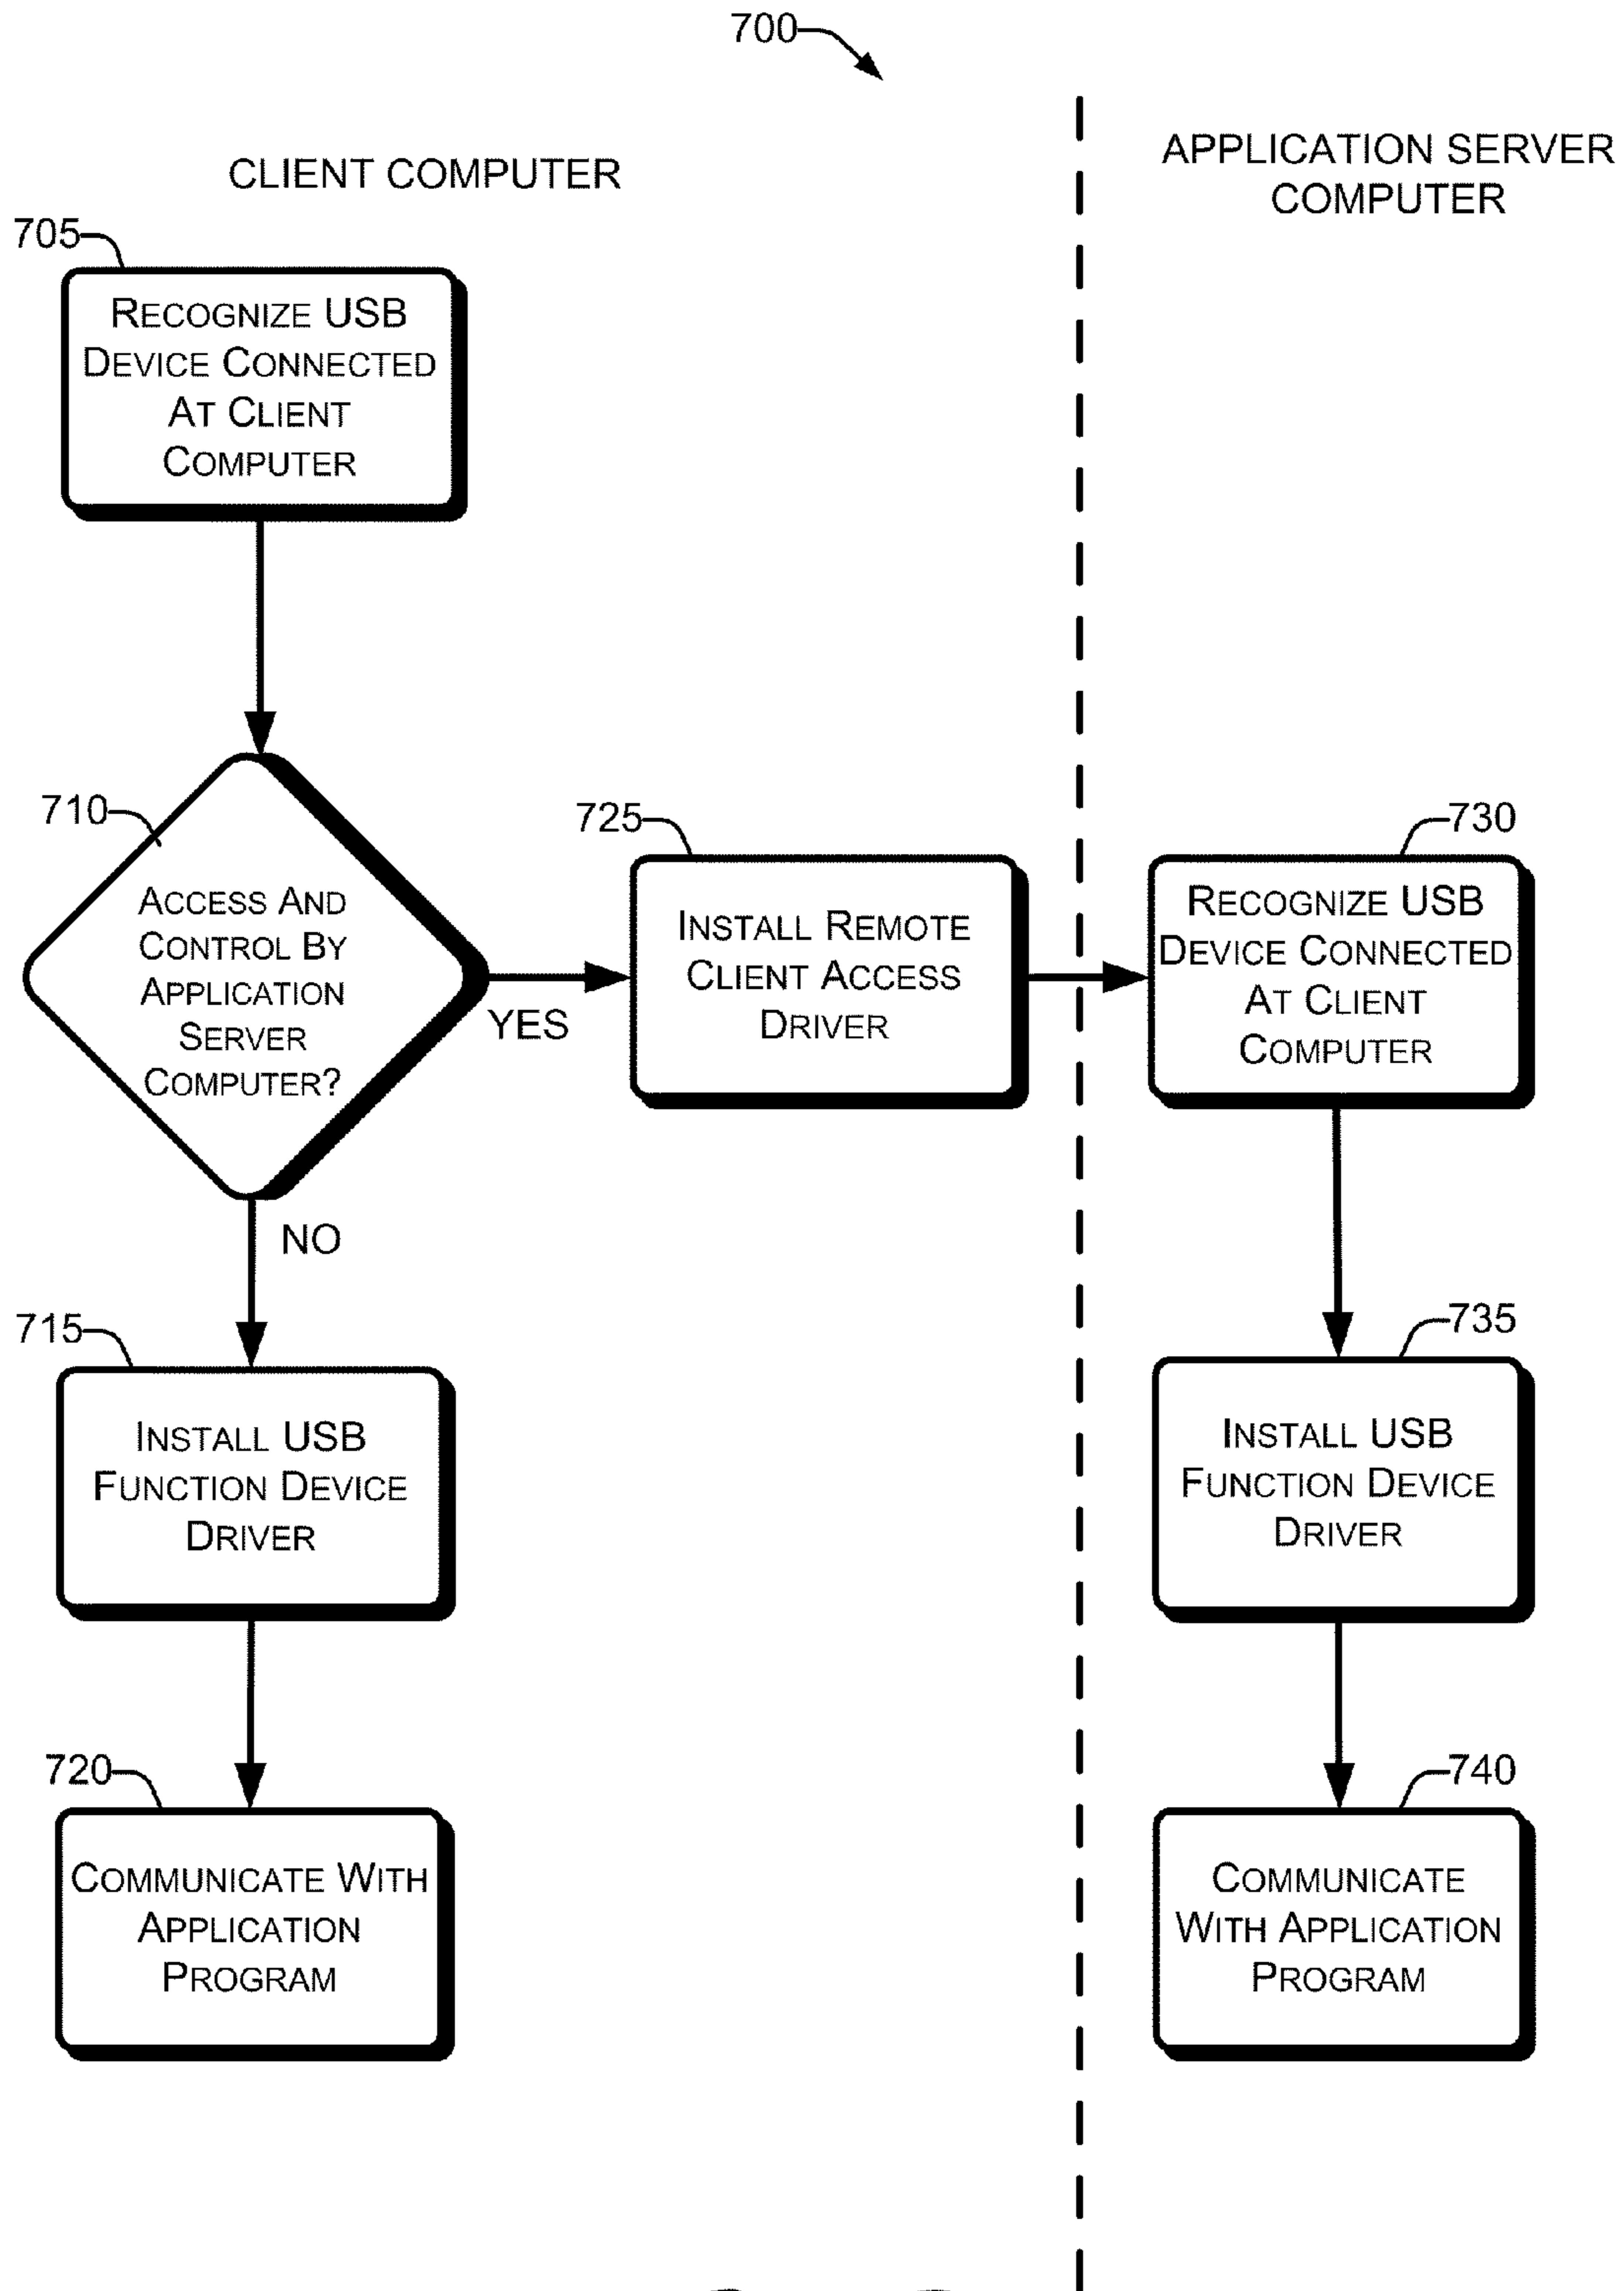 700
CLIENT COMPUTER
APPLICATION SERVER
COMPUTER
705
RECOGNIZE USB
DEVICE CONNECTED
AT CLIENT
COMPUTER
710
ACCESS AND
CONTROL BY
APPLICATION
SERVER
COMPUTER?
YES
NO
725
INSTALL REMOTE
CLIENT ACCESS
DRIVER
730
RECOGNIZE USB
DEVICE CONNECTED
AT CLIENT
COMPUTER
715
INSTALL USB
FUNCTION DEVICE
DRIVER
735
INSTALL USB
FUNCTION DEVICE
DRIVER
720
COMMUNICATE WITH
APPLICATION
PROGRAM
740
COMMUNICATE
WITH APPLICATION
PROGRAM